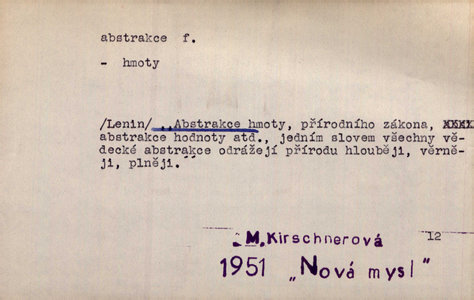 abstrakce f.
- hmoty
/Lenin/ „Abstrakce hmoty, přírodního zákona, XXXX
abstrakce hodnoty atd., jedním slovem všechny vě-
decké abstrakce odrážejí přírodu hlouběji, věrně-
ji, plněji.“
M.Kirschnerová 12
1951 „Nová mysl"